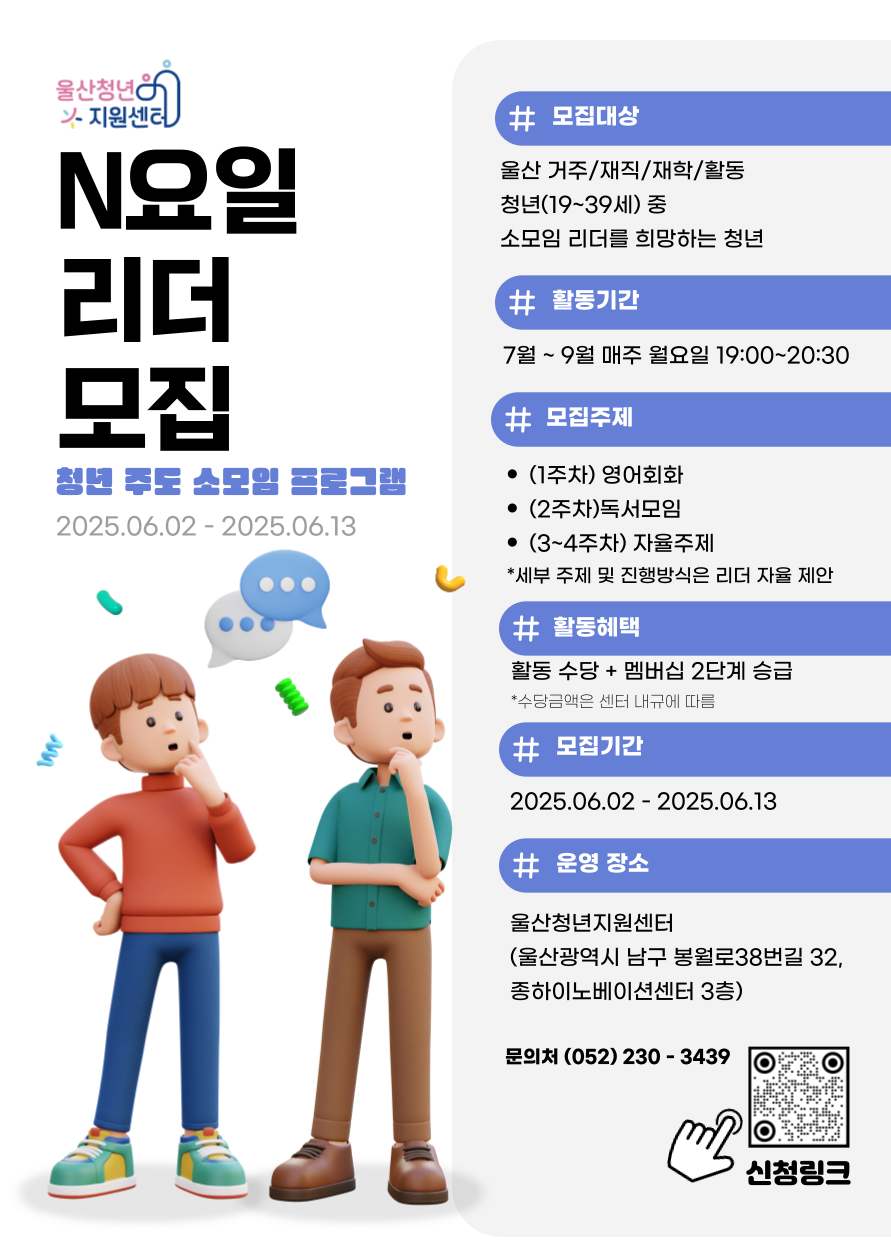 울산청년
지원센터
N요일
리더
모집
청년 주도 소모임 프로그램
2025.06.02 - 2025.06.13
# 모집대상
울산 거주/재직/재학/활동
청년(19~39세) 중
소모임 리더를 희망하는 청년
# 활동기간
7월 ~ 9월 매주 월요일 19:00~20:30
# 모집주제
• (1주차) 영어회화
• (2주차)독서모임
• (3~4주차) 자율주제
*세부 주제 및 진행방식은 리더 자율 제안
# 활동혜택
활동 수당 + 멤버십 2단계 승급
*수당금액은 센터 내규에 따름
# 모집기간
2025.06.02 - 2025.06.13
# 운영 장소
울산청년지원센터
(울산광역시 남구 봉월로38번길 32,
종하이노베이션센터 3층)
문의처 (052) 230 - 3439
신청링크